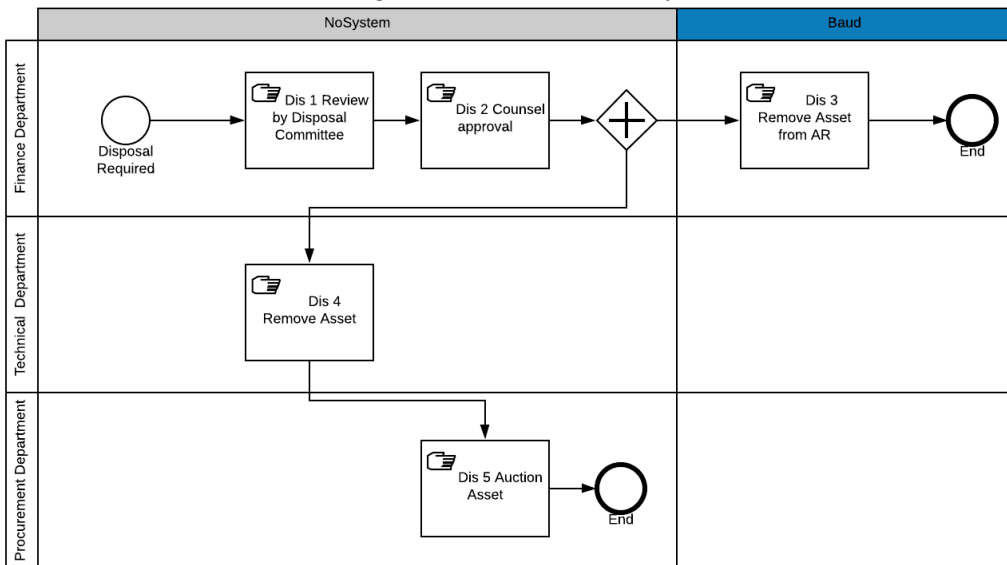 NoSystem
Baud
Finance Department
Disposal
Required
Dis 1 Review
by Disposal
Committee
Dis 2 Counsel
approval
Dis 3
Remove Asset
from AR
End
Technical Department
Dis 4
Remove Asset
Procurement Department
Dis 5 Auction
Asset
End